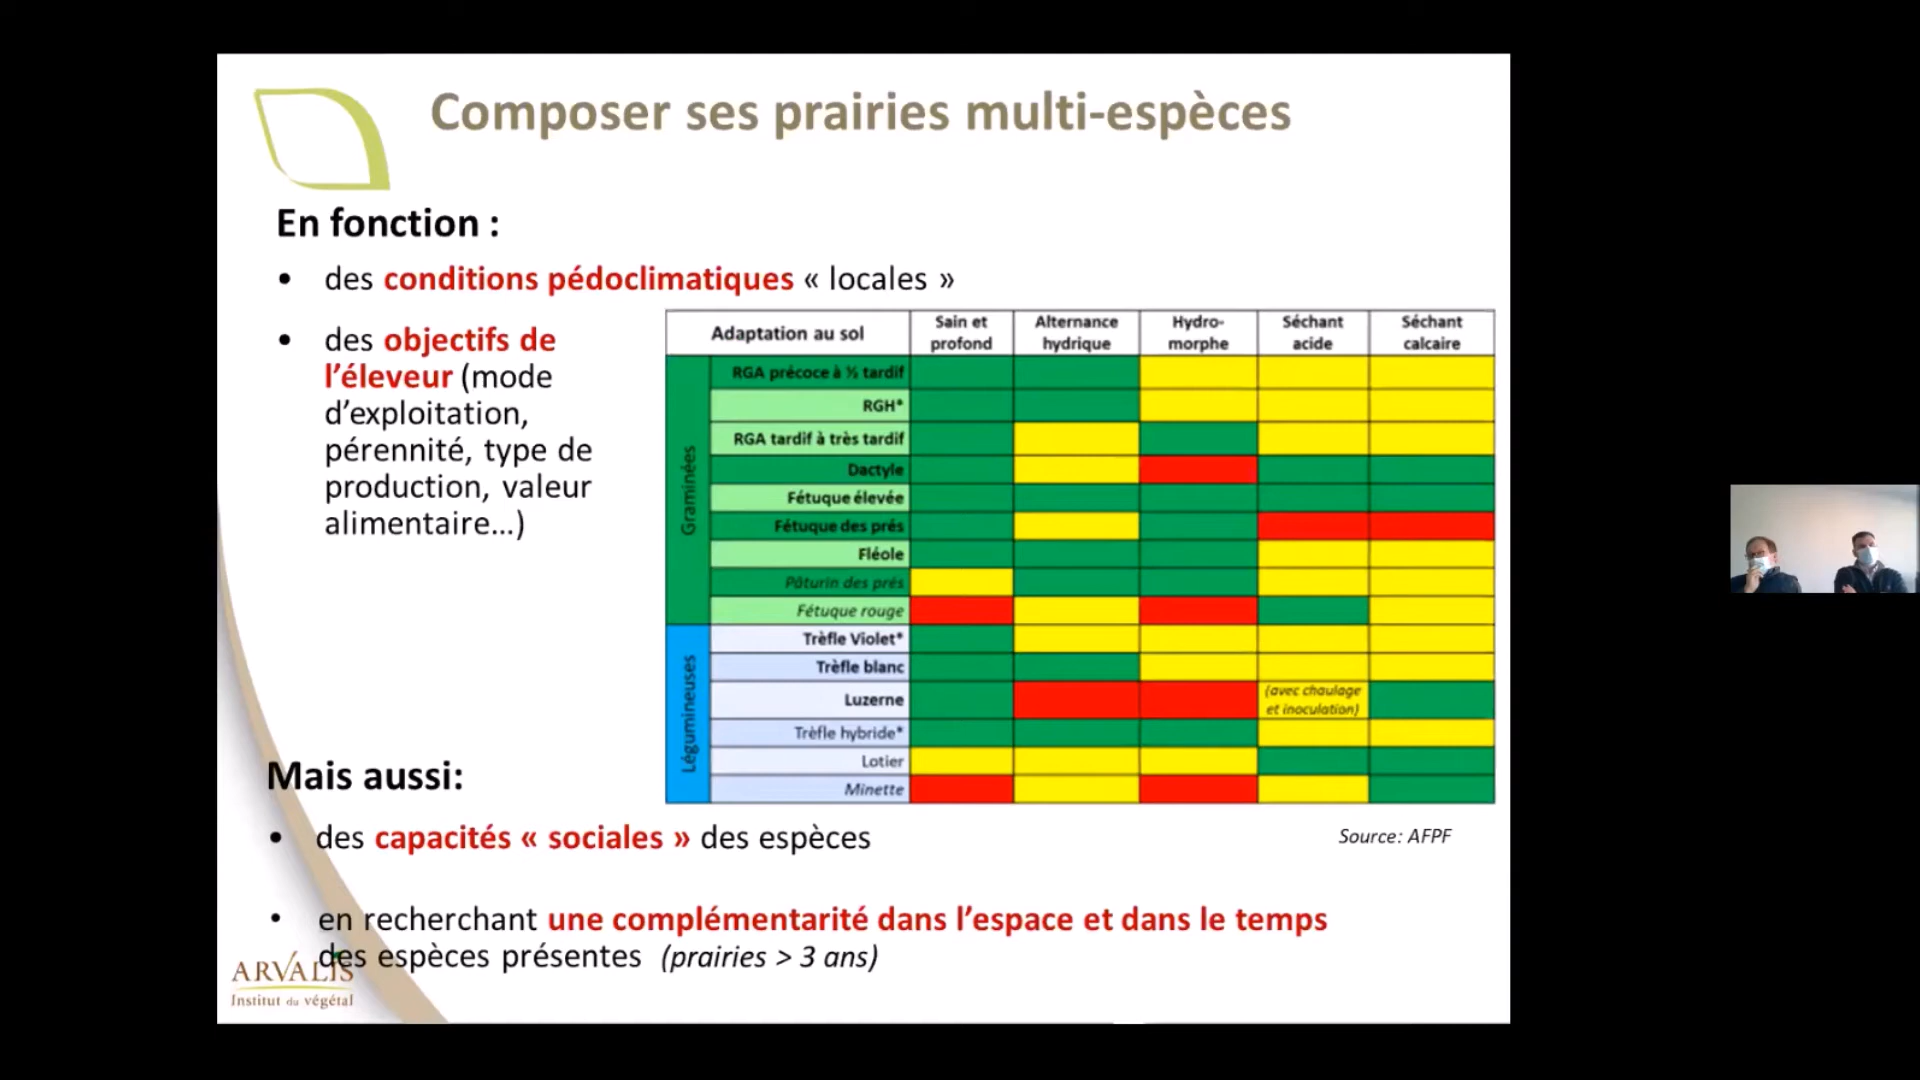 Composer ses prairies multi-espèces
En fonction :
• des conditions pédoclimatiques « locales »
• des objectifs de
l'éleveur (mode
d'exploitation,
pérennité, type de
production, valeur
alimentaire...)
Adaptation au sol
Sain et
profond
Alternance
hydrique
Hydro-
morphe
Séchant
acide
Séchant
calcaire
Graminées
RGA précoce à ½ tardif
RGH*
RGA tardif à très tardif
Dactyle
Fétuque élevée
Fétuque des prés
Fléole
Pâturin des prés
Fétuque rouge
Légumineuses
Trèfle Violet*
Trèfle blanc
Luzerne
(avec chaulage
et inoculation)
Trèfle hybride*
Lotier
Minette
Source: AFPF
Mais aussi:
• des capacités « sociales » des espèces
• en recherchant une complémentarité dans l'espace et dans le temps
des espèces présentes (prairies > 3 ans)
ARVALIS
Institut du végétal